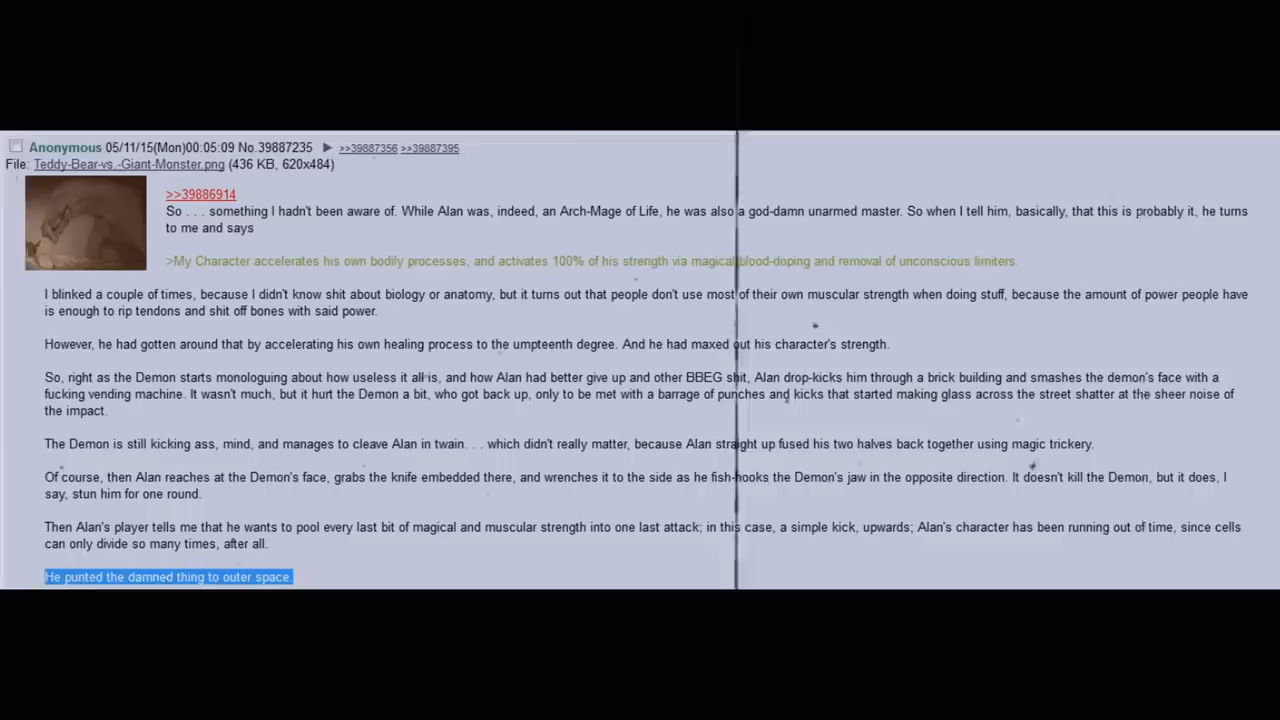 Anonymous 05/11/15(Mon)00:05:09 No.39887235 ▶ >>39887356 >>39887395
File: Teddy-Bear-vs.-Giant-Monster.png (436 KB, 620x484)
>>39886914
So . . . something I hadn't been aware of. While Alan was, indeed, an Arch-Mage of Life, he was also a god-damn unarmed master. So when I tell him, basically, that this is probably it, he turns
to me and says
>My Character accelerates his own bodily processes, and activates 100% of his strength via magical blood-doping and removal of unconscious limiters.
I blinked a couple of times, because I didn't know shit about biology or anatomy, but it turns out that people don't use most of their own muscular strength when doing stuff, because the amount of power people have
is enough to rip tendons and shit off bones with said power.
However, he had gotten around that by accelerating his own healing process to the umpteenth degree. And he had maxed out his character's strength.
So, right as the Demon starts monologuing about how useless it all is, and how Alan had better give up and other BBEG shit, Alan drop-kicks him through a brick building and smashes the demon's face with a
fucking vending machine. It wasn't much, but it hurt the Demon a bit, who got back up, only to be met with a barrage of punches and kicks that started making glass across the street shatter at the sheer noise of
the impact.
The Demon is still kicking ass, mind, and manages to cleave Alan in twain. . . which didn't really matter, because Alan straight up fused his two halves back together using magic trickery.
Of course, then Alan reaches at the Demon's face, grabs the knife embedded there, and wrenches it to the side as he fish-hooks the Demon's jaw in the opposite direction. It doesn't kill the Demon, but it does, I
say, stun him for one round.
Then Alan's player tells me that he wants to pool every last bit of magical and muscular strength into one last attack; in this case, a simple kick, upwards; Alan's character has been running out of time, since cells
can only divide so many times, after all.
He punted the damned thing to outer space.